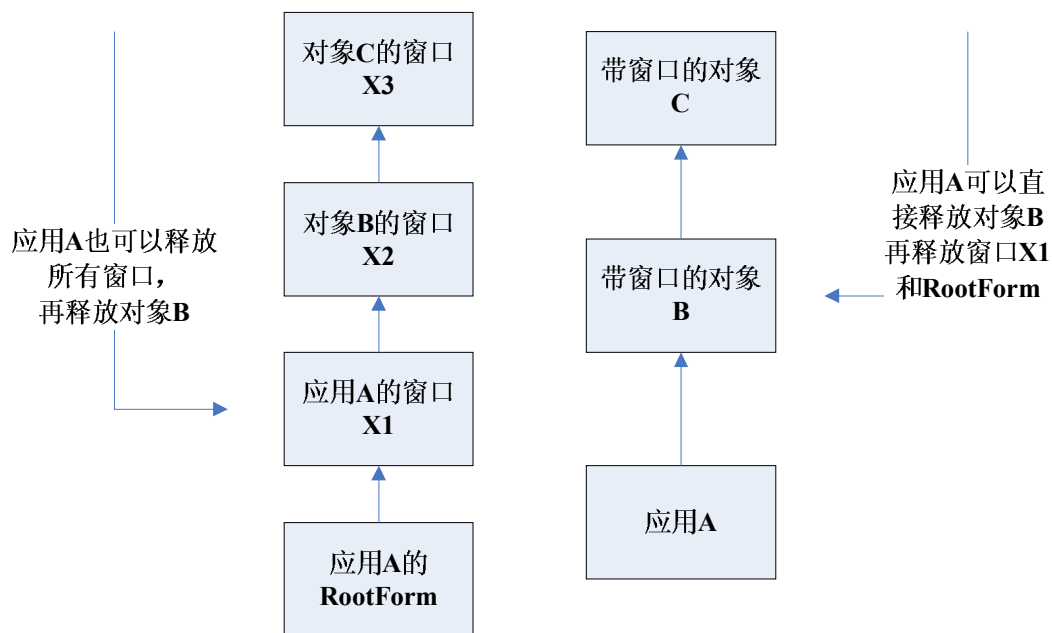 对象C的窗口
X3
带窗口的对象
C
对象B的窗口
X2
应用A也可以释放
所有窗口，
再释放对象B
带窗口的对象
B
应用A可以直
接释放对象B
再释放窗口X1
和RootForm
应用A的窗口
X1
应用A
应用A的
RootForm